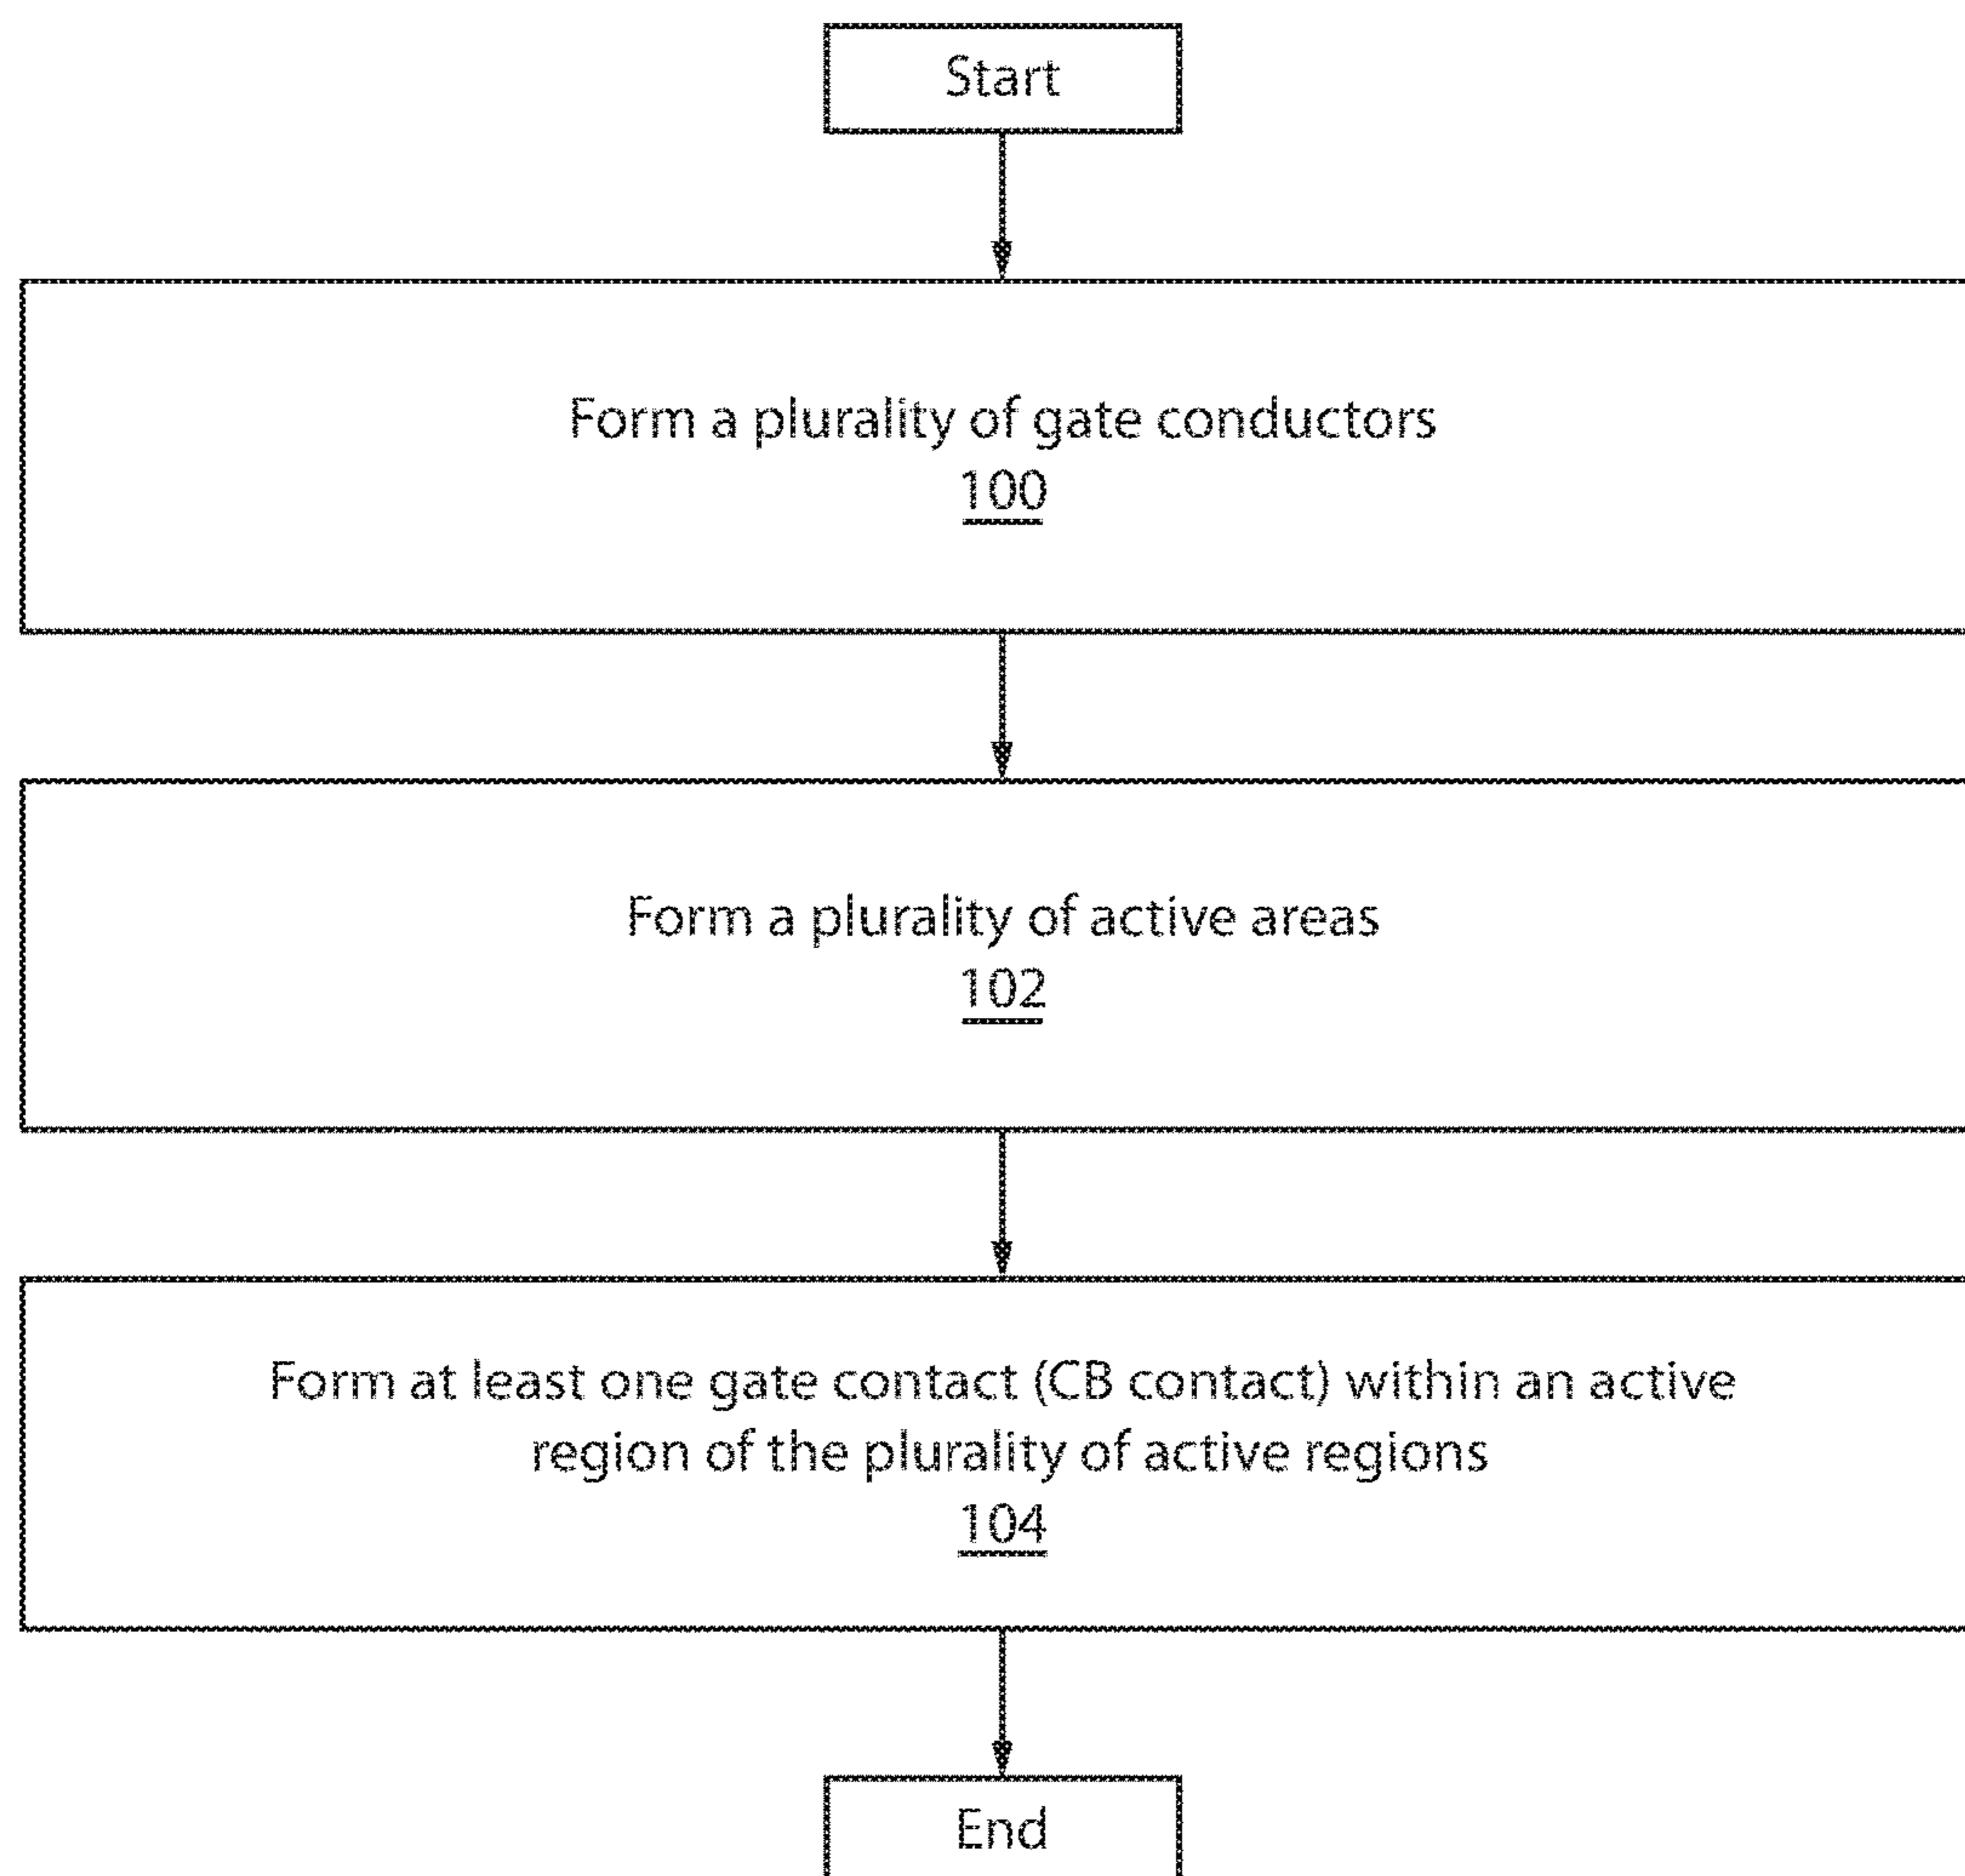 Start
Form a plurality of gate conductors
100
Form a plurality of active areas
102
Form at least one gate contact (CB contact) within an active
region of the plurality of active regions
104
End